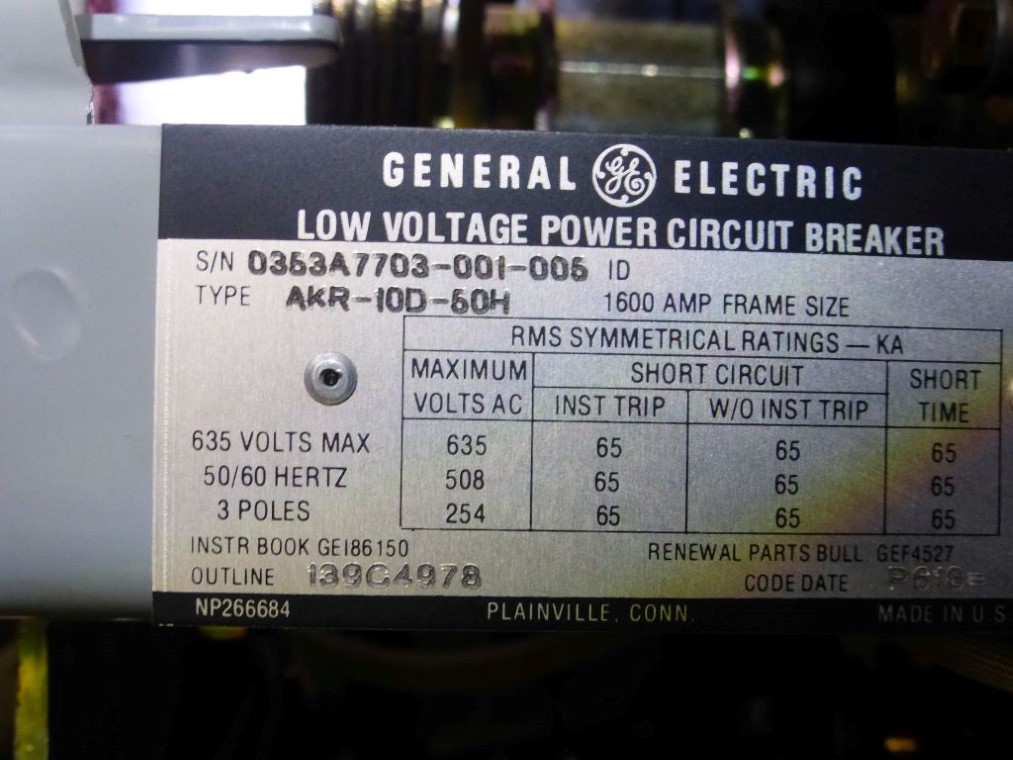 GENERAL GE ELECTRIC
LOW VOLTAGE POWER CIRCUIT BREAKER
S/N 0353A7703-001-005 ID
TYPE AKR-10D-50H 1600 AMP FRAME SIZE
RMS SYMMETRICAL RATINGS — KA
MAXIMUM VOLTS AC
SHORT CIRCUIT
SHORT TIME
INST TRIP W/O INST TRIP
635 VOLTS MAX 635 65 65 65
50/60 HERTZ 508 65 65 65
3 POLES 254 65 65 65
INSTR BOOK GEI86150 RENEWAL PARTS BULL GEF4527
OUTLINE 139C4978 CODE DATE
NP266684 PLAINVILLE, CONN. MADE IN U S